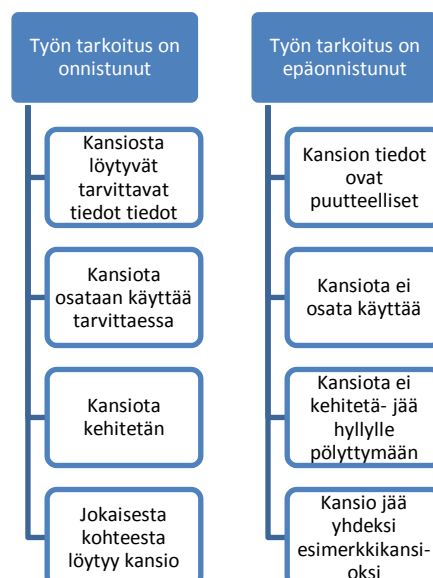 Työn tarkoitus on
onnistunut
Kansiosta
löytyvät
tarvittavat
tiedot tiedot
Kansiota
osataan käyttää
tarvittaessa
Kansiota
kehitetän
Jokaisesta
kohteesta
löytyy kansio
Työn tarkoitus on
epäonnistunut
Kansion tiedot
ovat
puutteelliset
Kansiota ei
osata käyttää
Kansiota ei
kehitetä- jää
hyllylle
pölyttymään
Kansio jää
yhdeksi
esimerkkikansi-
oksi